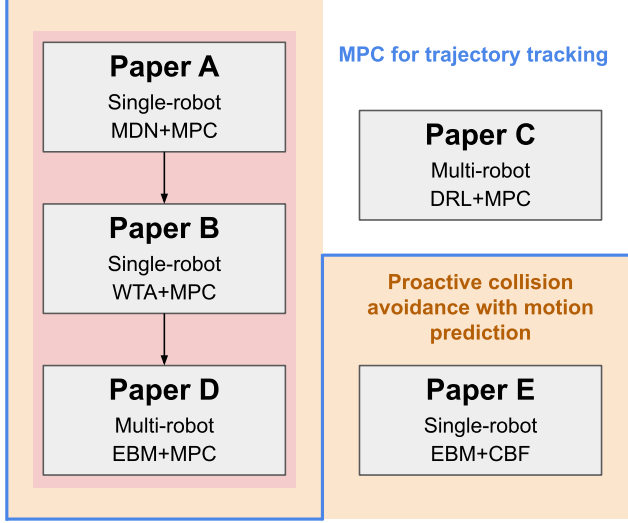 Paper A
Single-robot
MDN+MPC
Paper B
Single-robot
WTA+MPC
Paper D
Multi-robot
EBM+MPC
MPC for trajectory tracking
Paper C
Multi-robot
DRL+MPC
Proactive collision
avoidance with motion
prediction
Paper E
Single-robot
EBM+CBF